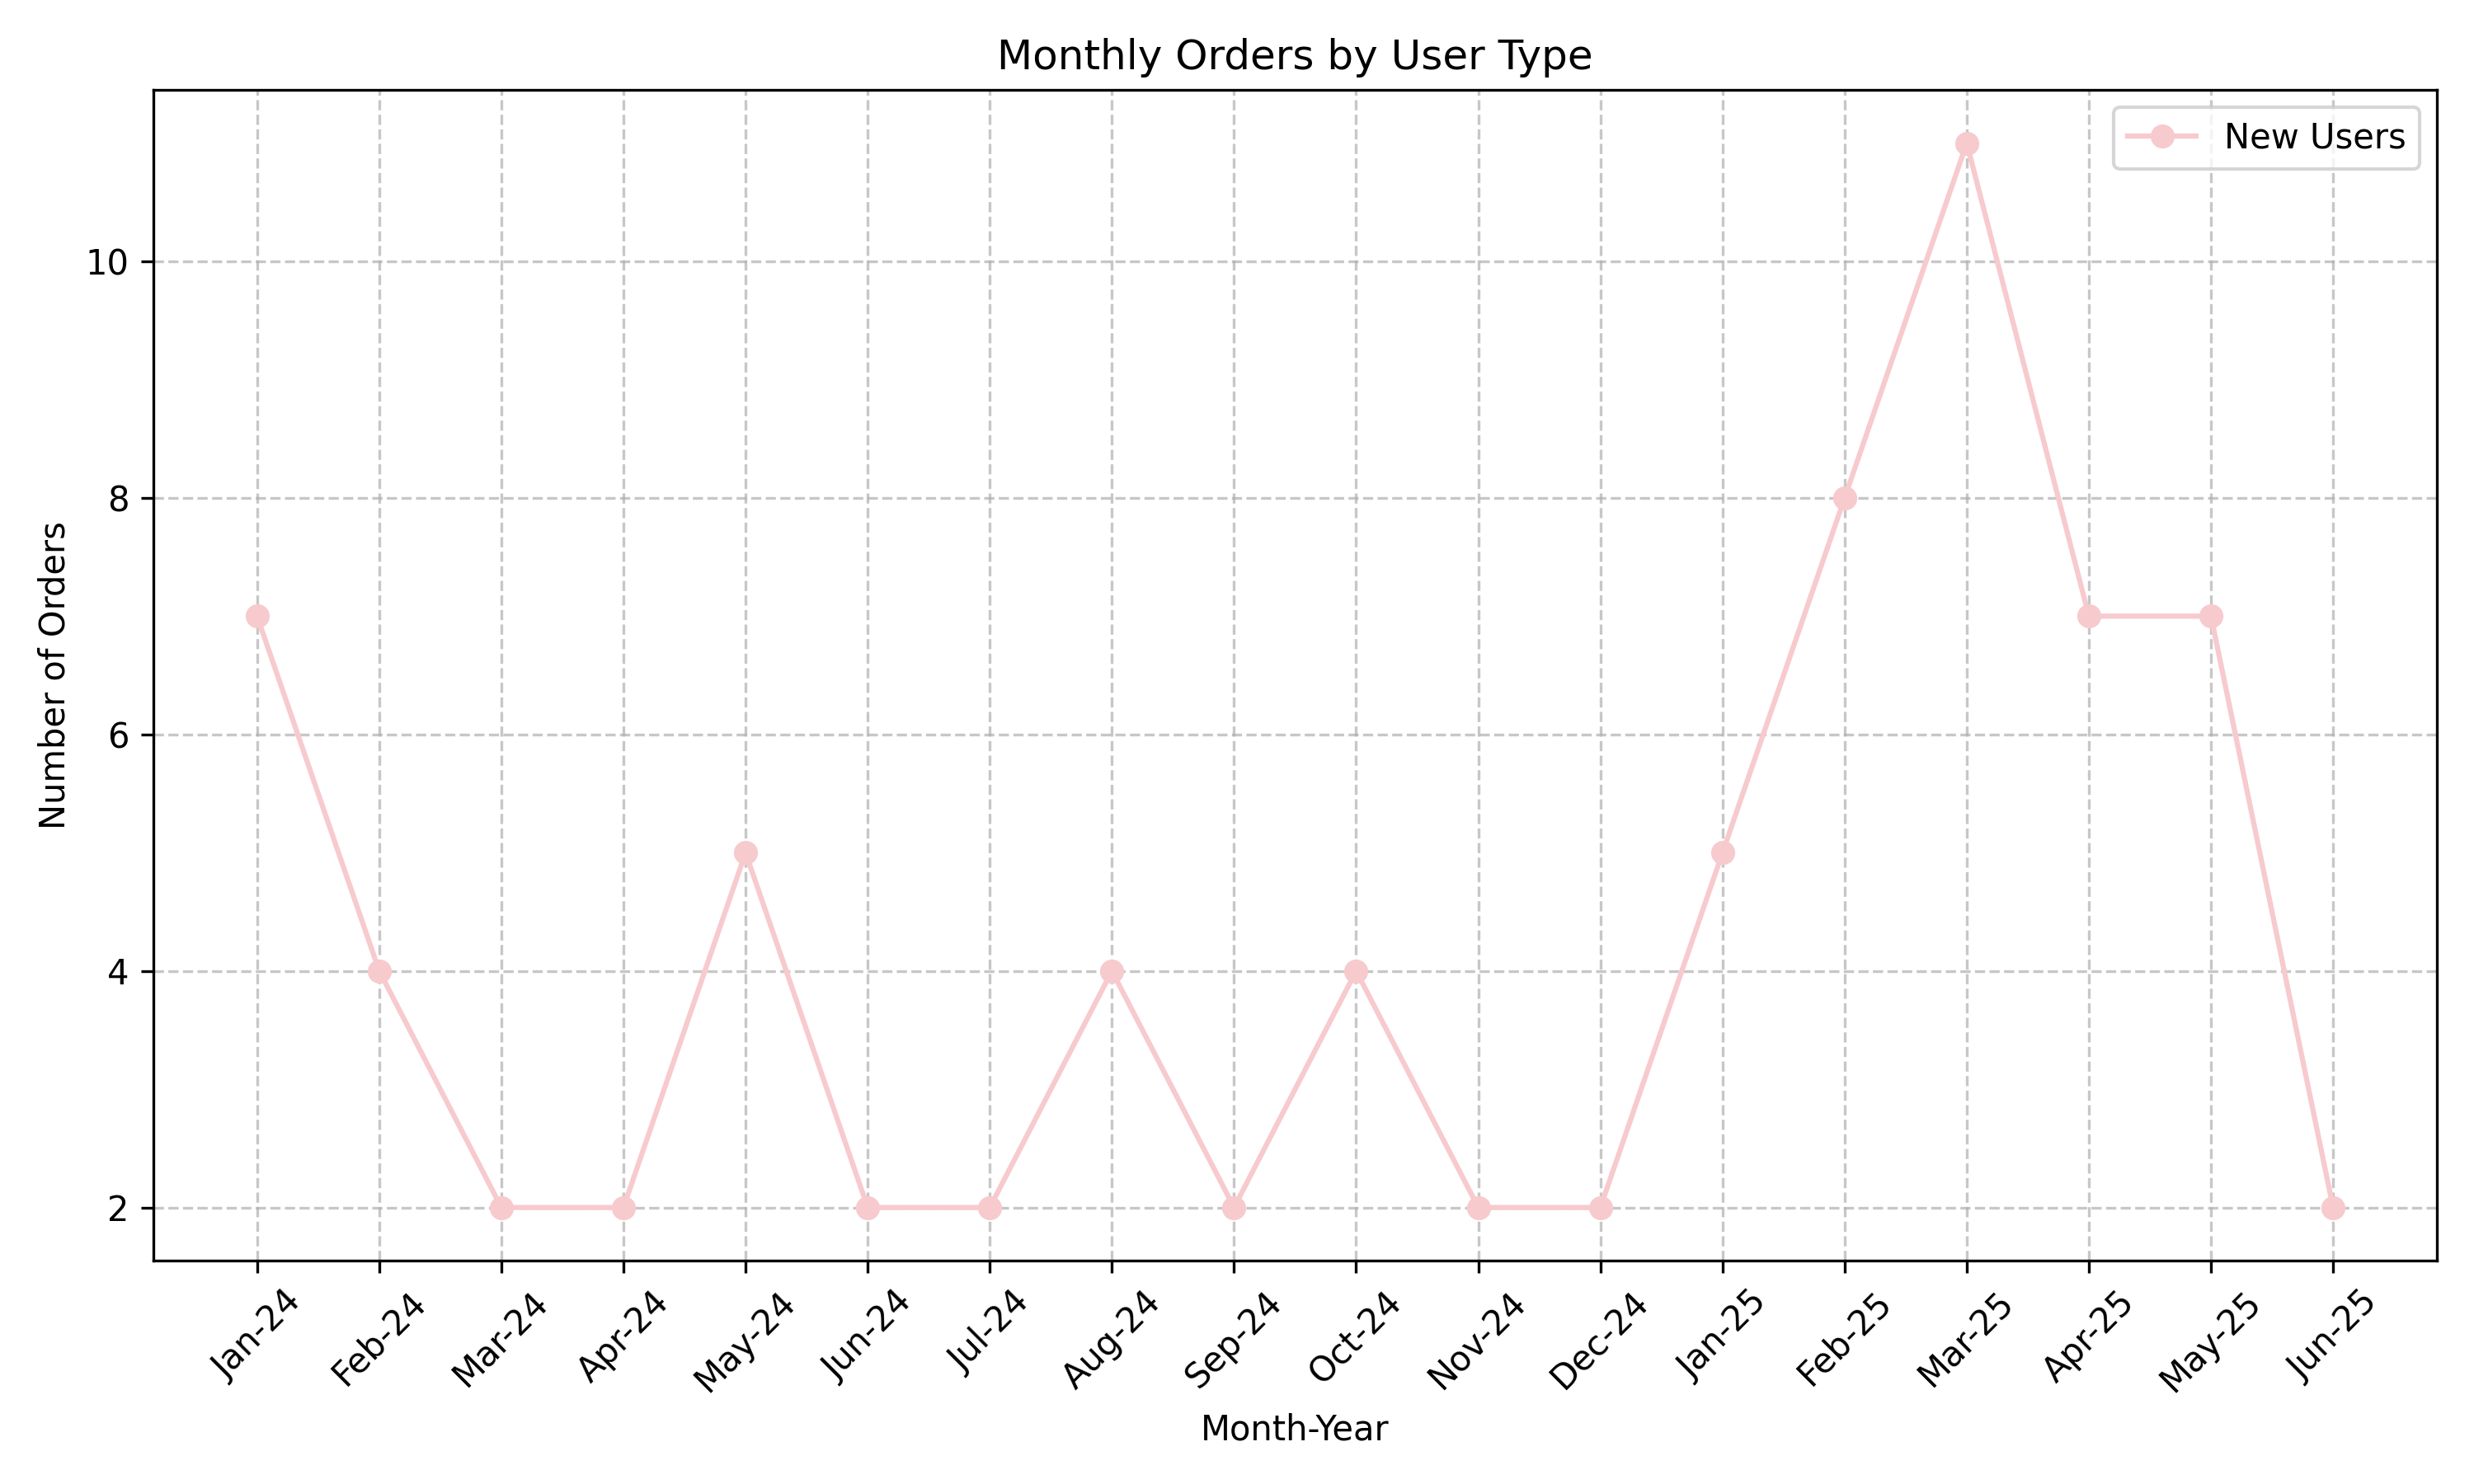 Monthly Orders by User Type
New Users
10
8
6
4
2
Number of Orders
Jan-24
Feb-24
Mar-24
Apr-24
May-24
Jun-24
Jul-24
Aug-24
Sep-24
Oct-24
Nov-24
Dec-24
Jan-25
Feb-25
Mar-25
Apr-25
May-25
Jun-25
Month-Year